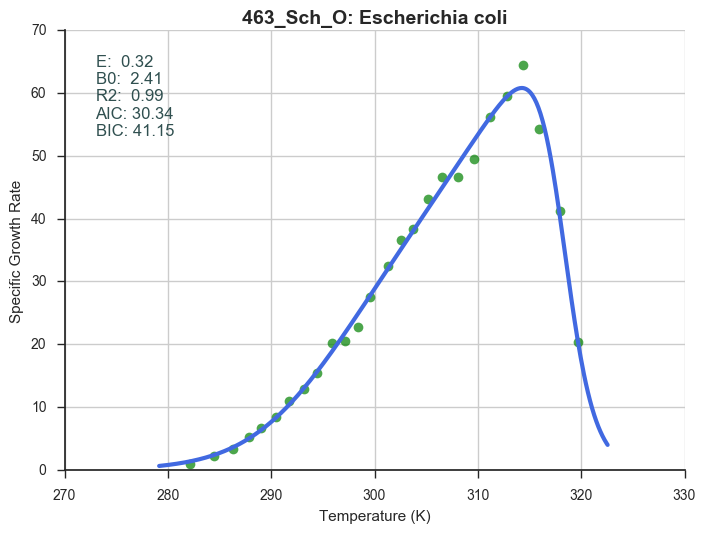 463_Sch_O: Escherichia coli
E: 0.32
B0: 2.41
R2: 0.99
AIC: 30.34
BIC: 41.15
70
60
50
40
30
20
10
0
Specific Growth Rate
270 280 290 300 310 320 330
Temperature (K)